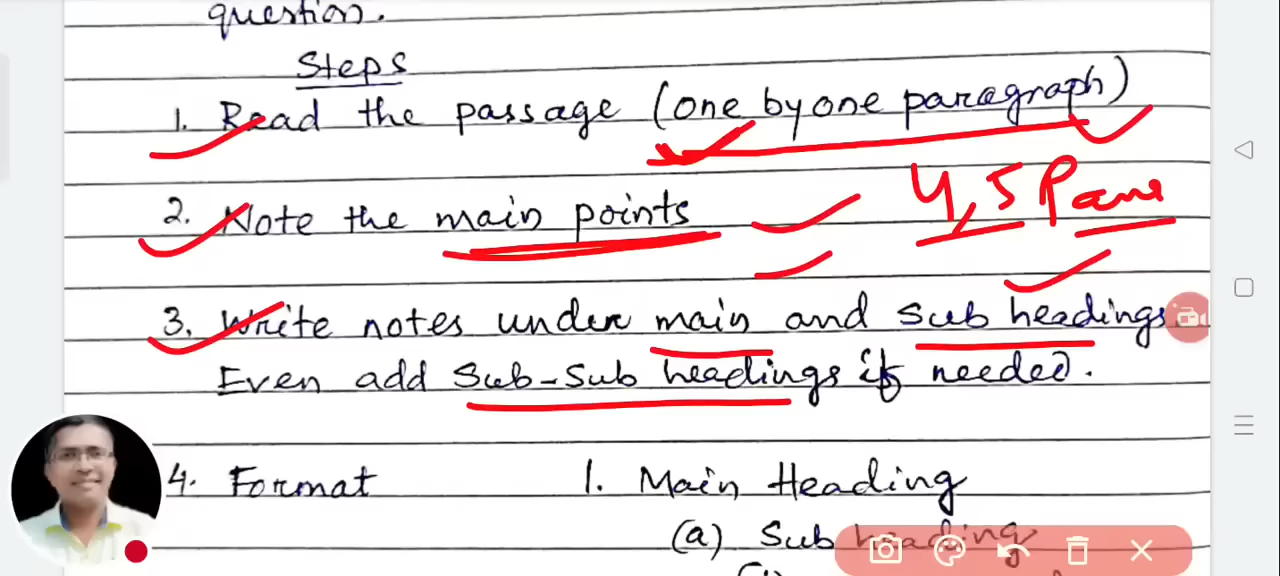 question.
Steps
1. Read the passage (one by one paragraph)
4, 5 Para
2. Note the main points
3. Write notes under main and Sub headings.
Even add Sub-Sub headings if needed.
4. Format 1. Main Heading
(a) Sub heading